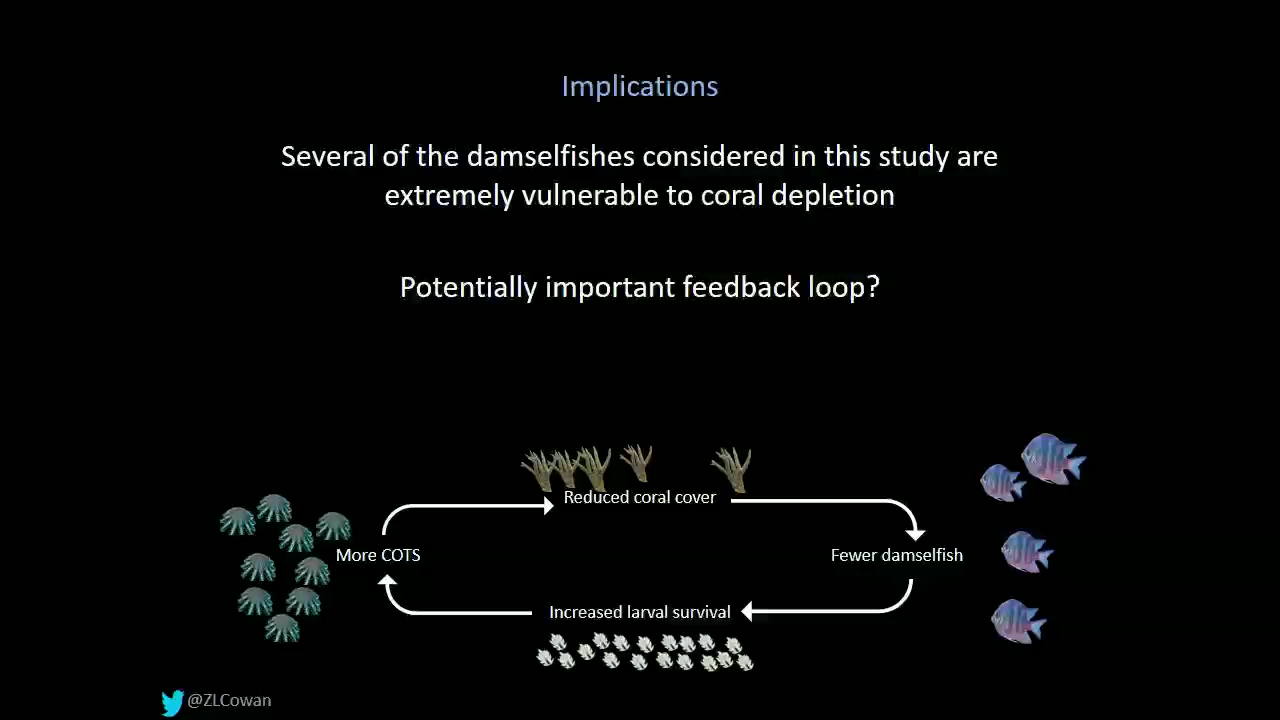 Implications
Several of the damselfishes considered in this study are
extremely vulnerable to coral depletion
Potentially important feedback loop?
Reduced coral cover
More COTS
Fewer damselfish
Increased larval survival
@ZLCowan